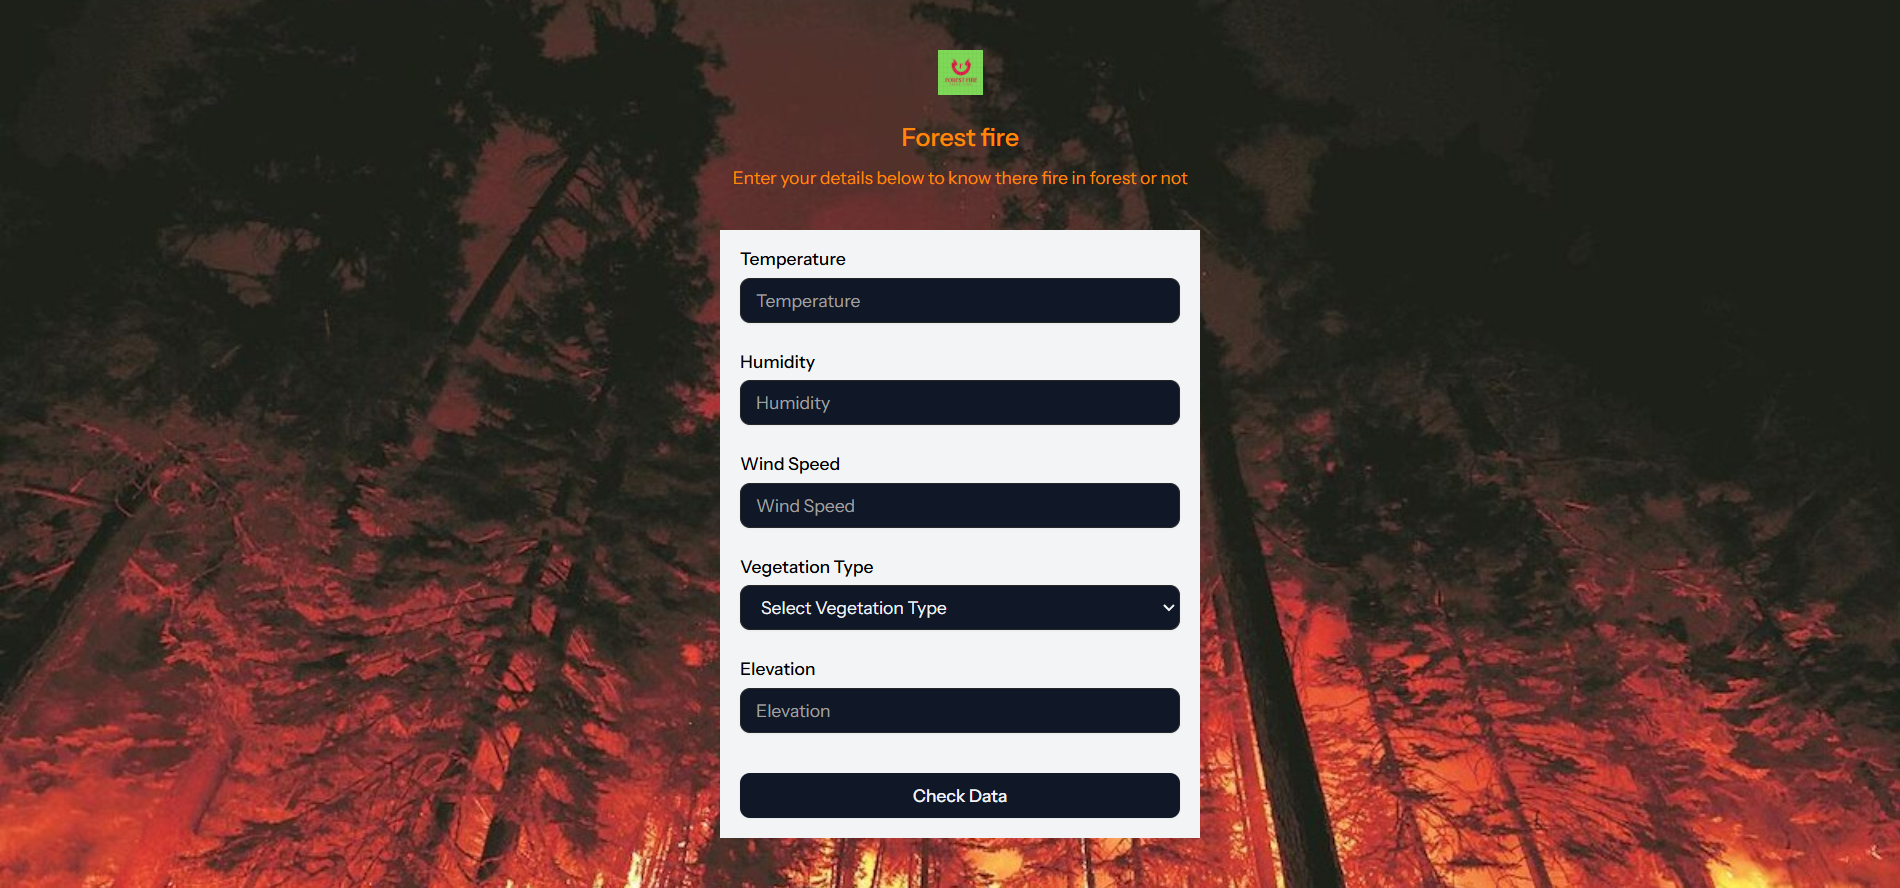 FOREST FIRE
Forest fire
Enter your details below to know there fire in forest or not
Temperature
Temperature
Humidity
Humidity
Wind Speed
Wind Speed
Vegetation Type
Select Vegetation Type
Elevation
Elevation
Check Data